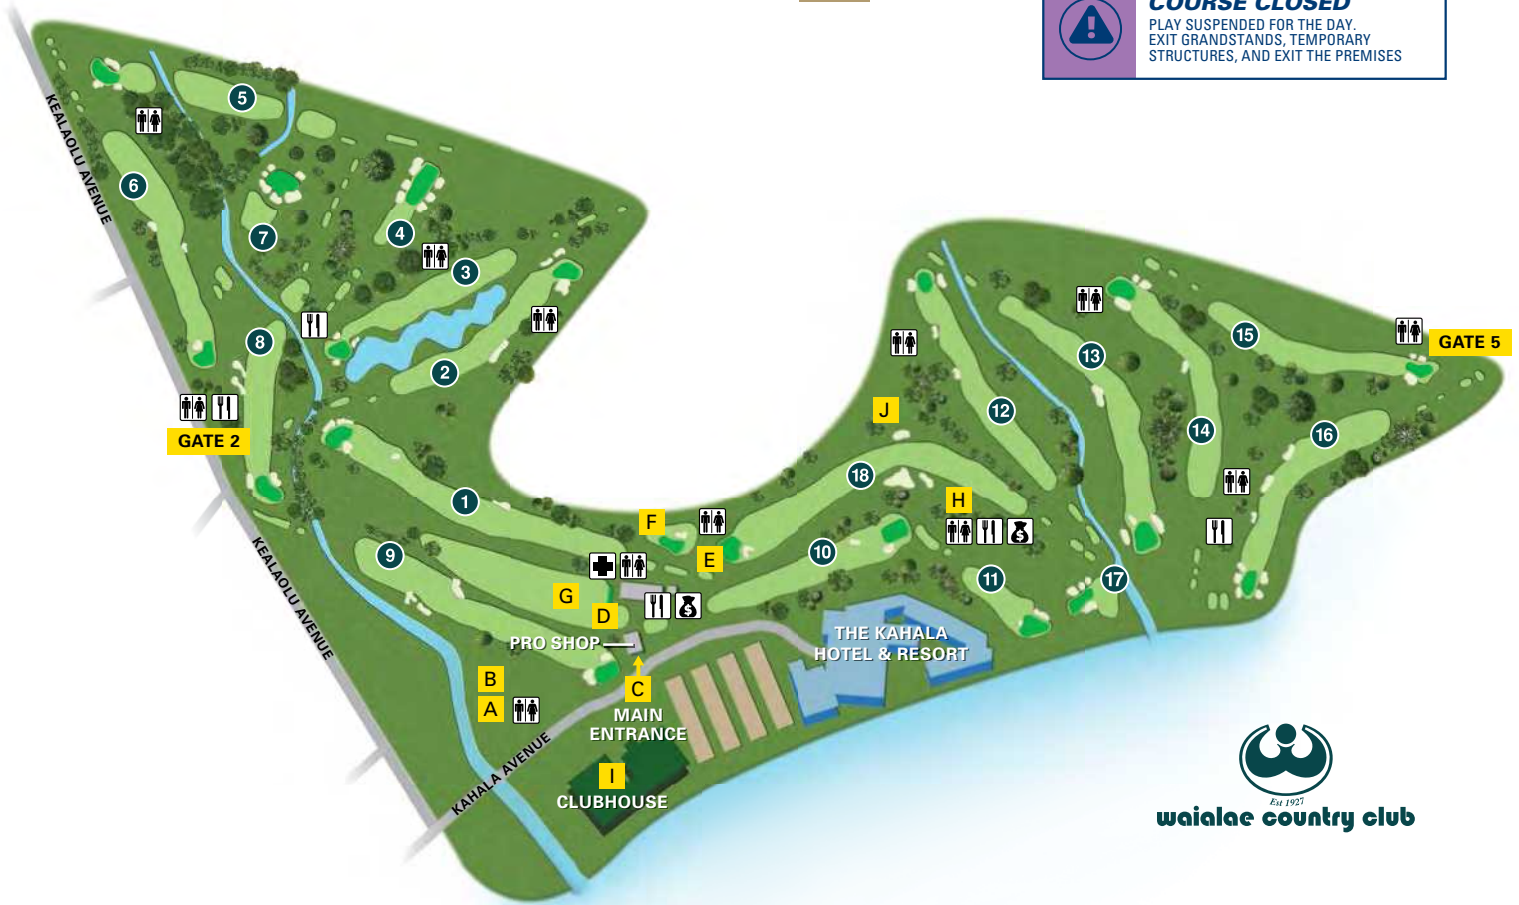 COURSE CLOSED
PLAY SUSPENDED FOR THE DAY.
EXIT GRANDSTANDS, TEMPORARY
STRUCTURES, AND EXIT THE PREMISES
KEALAOLU AVENUE
5
6
7
4
3
8
2
15
GATE 5
13
J
12
14
16
GATE 2
18
1
H
F
9
E
10
11
17
G
D
PRO SHOP
THE KAHALA
HOTEL & RESORT
KEALAOLU AVENUE
B
A
C
MAIN
ENTRANCE
KAHALA AVENUE
I
CLUBHOUSE
$
$
Est 1927
waialae country club